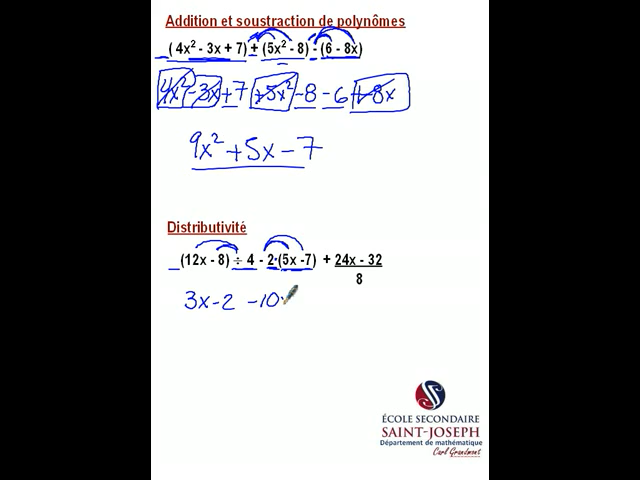 Addition et soustraction de polynômes
(4x² - 3x + 7) + (5x² - 8) - (6 - 8x)
4x² - 3x + 7 + 5x² - 8 - 6 + 8x
9x² + 5x - 7
Distributivité
(12x - 8) ÷ 4 - 2·(5x - 7) + 24x - 32
8
3x - 2 - 10
ÉCOLE SECONDAIRE
SAINT-JOSEPH
Département de mathématique
Carl Grandmont